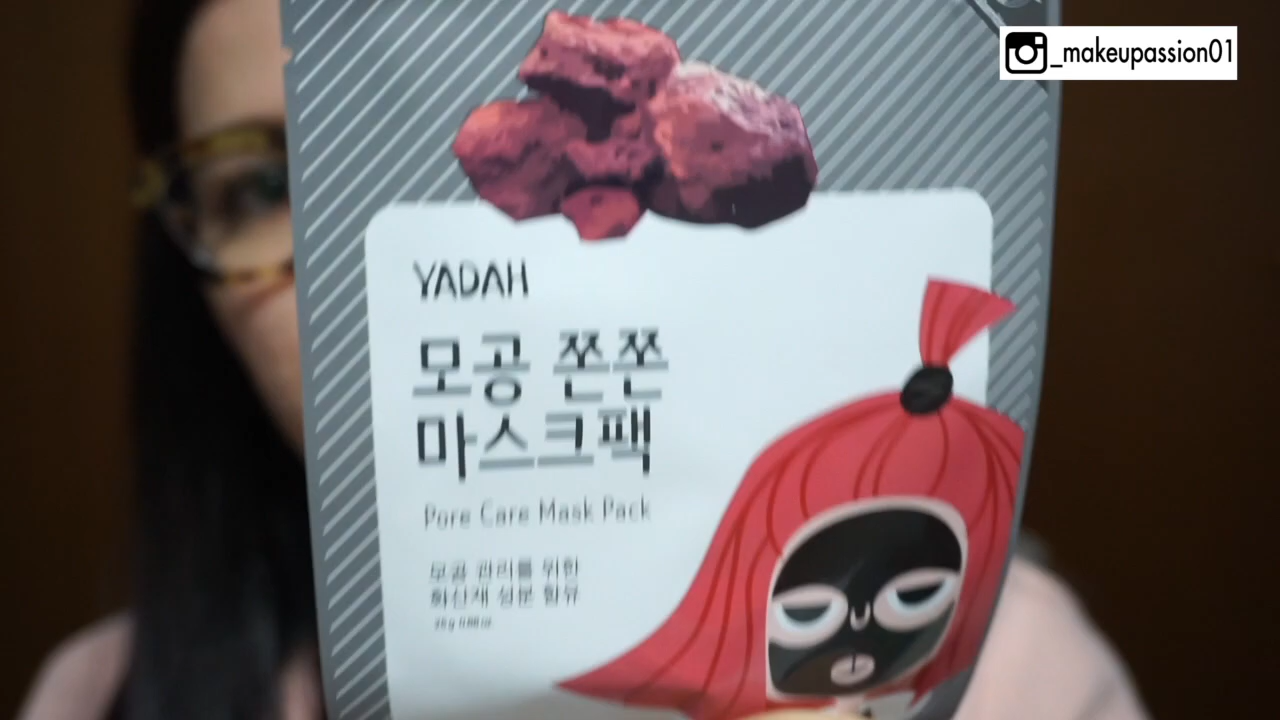 _makeupassion01
YADAH
모공 쫀쫀
마스크팩
Pore Care Mask Pack
모공 관리를 위한
화산재 성분 함유